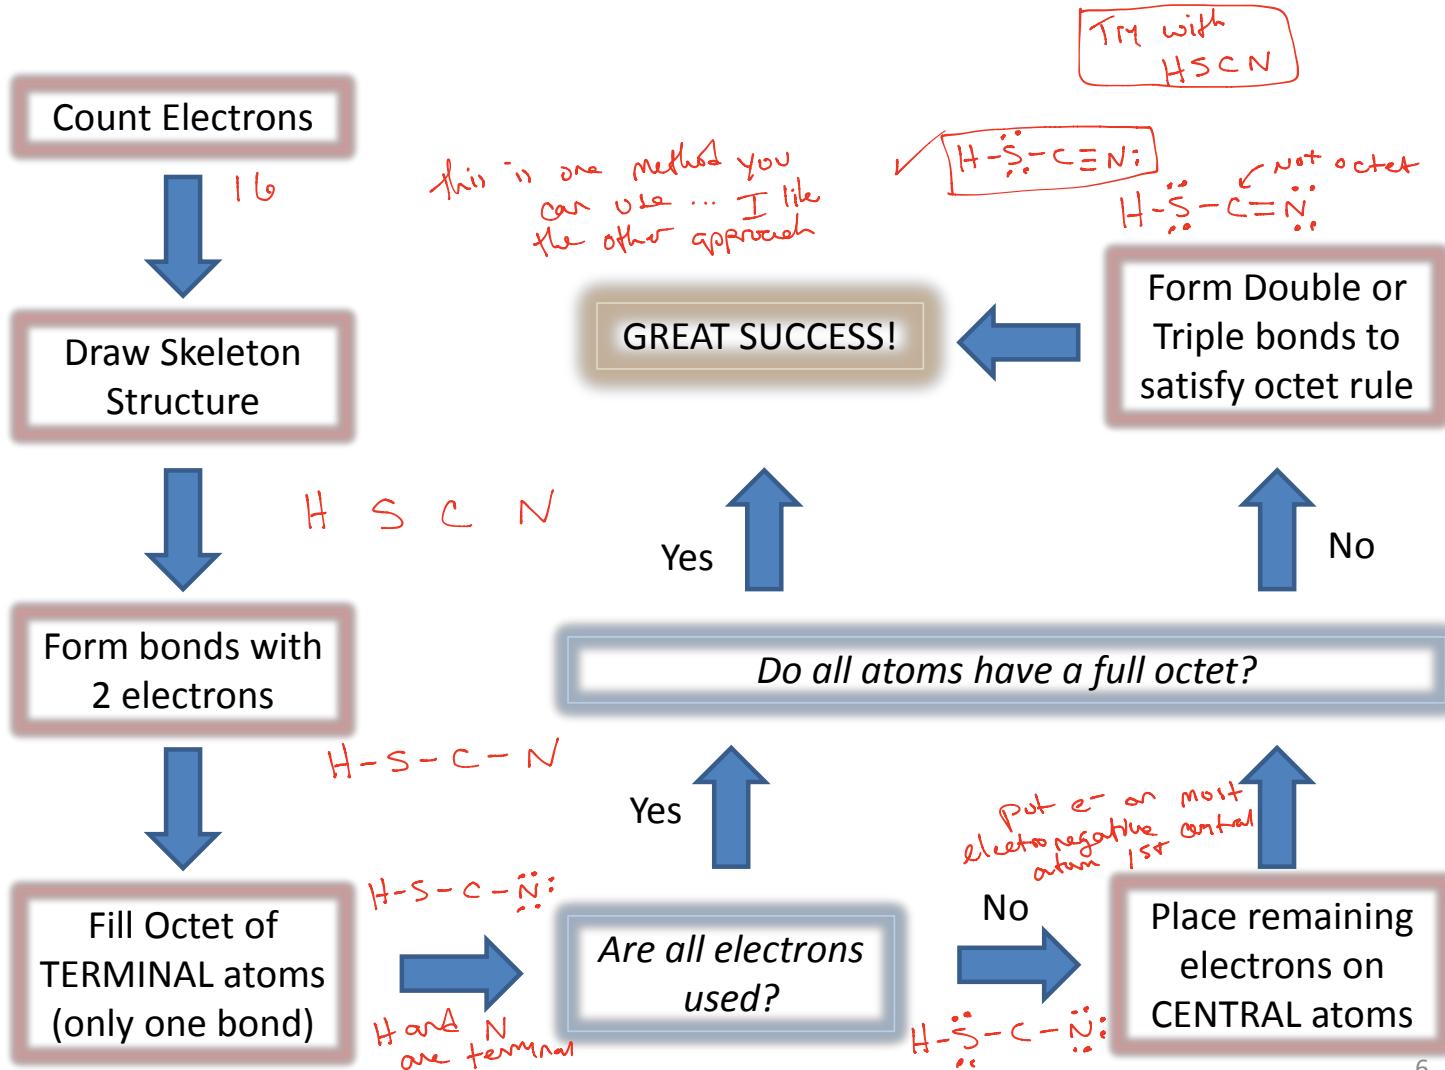 Try with
HSCN
Count Electrons
16
this is one method you
can use ... I like
the other approach
H-S-C≡N:
not octet
H-S-C=N
Draw Skeleton
Structure
GREAT SUCCESS!
Form Double or
Triple bonds to
satisfy octet rule
H S C N
Yes
No
Form bonds with
2 electrons
Do all atoms have a full octet?
H-S-C-N
Yes
put e- on most
electronegative central
atom 1st
H-S-C-N:
Fill Octet of
TERMINAL atoms
(only one bond)
Are all electrons
used?
No
Place remaining
electrons on
CENTRAL atoms
H and N
are terminal
H-S-C-N:
6